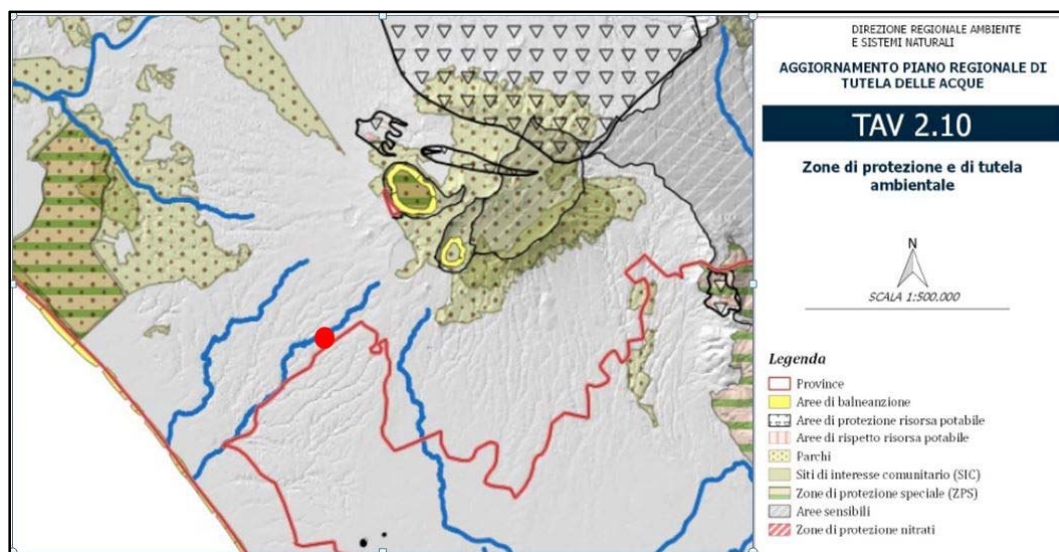 DIREZIONE REGIONALE AMBIENTE
E SISTEMI NATURALI
AGGIORNAMENTO PIANO REGIONALE DI
TUTELA DELLE ACQUE
TAV 2.10
Zone di protezione e di tutela
ambientale
N
SCALA 1:500.000
Legenda
Province
Aree di balneanzione
Aree di protezione risorsa potabile
Aree di rispetto risorsa potabile
Parchi
Siti di interesse comunitario (SIC)
Zone di protezione speciale (ZPS)
Aree sensibili
Zone di protezione nitrati